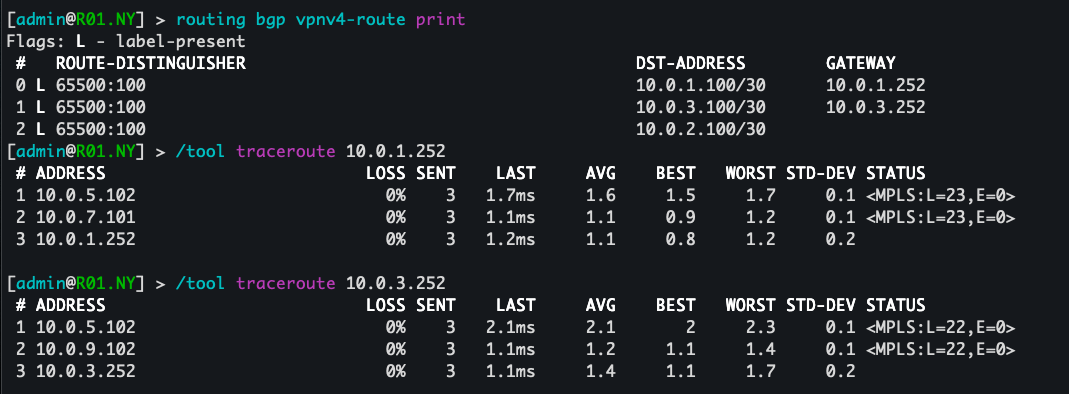 [admin@R01.NY] > routing bgp vpnv4-route print
Flags: L - label-present
# ROUTE-DISTINGUISHER DST-ADDRESS GATEWAY
0 L 65500:100 10.0.1.100/30 10.0.1.252
1 L 65500:100 10.0.3.100/30 10.0.3.252
2 L 65500:100 10.0.2.100/30
[admin@R01.NY] > /tool traceroute 10.0.1.252
# ADDRESS LOSS SENT LAST AVG BEST WORST STD-DEV STATUS
1 10.0.5.102 0% 3 1.7ms 1.6 1.5 1.7 0.1 <MPLS:L=23,E=0>
2 10.0.7.101 0% 3 1.1ms 1.1 0.9 1.2 0.1 <MPLS:L=23,E=0>
3 10.0.1.252 0% 3 1.2ms 1.1 0.8 1.2 0.2
[admin@R01.NY] > /tool traceroute 10.0.3.252
# ADDRESS LOSS SENT LAST AVG BEST WORST STD-DEV STATUS
1 10.0.5.102 0% 3 2.1ms 2.1 2 2.3 0.1 <MPLS:L=22,E=0>
2 10.0.9.102 0% 3 1.1ms 1.2 1.1 1.4 0.1 <MPLS:L=22,E=0>
3 10.0.3.252 0% 3 1.1ms 1.4 1.1 1.7 0.2